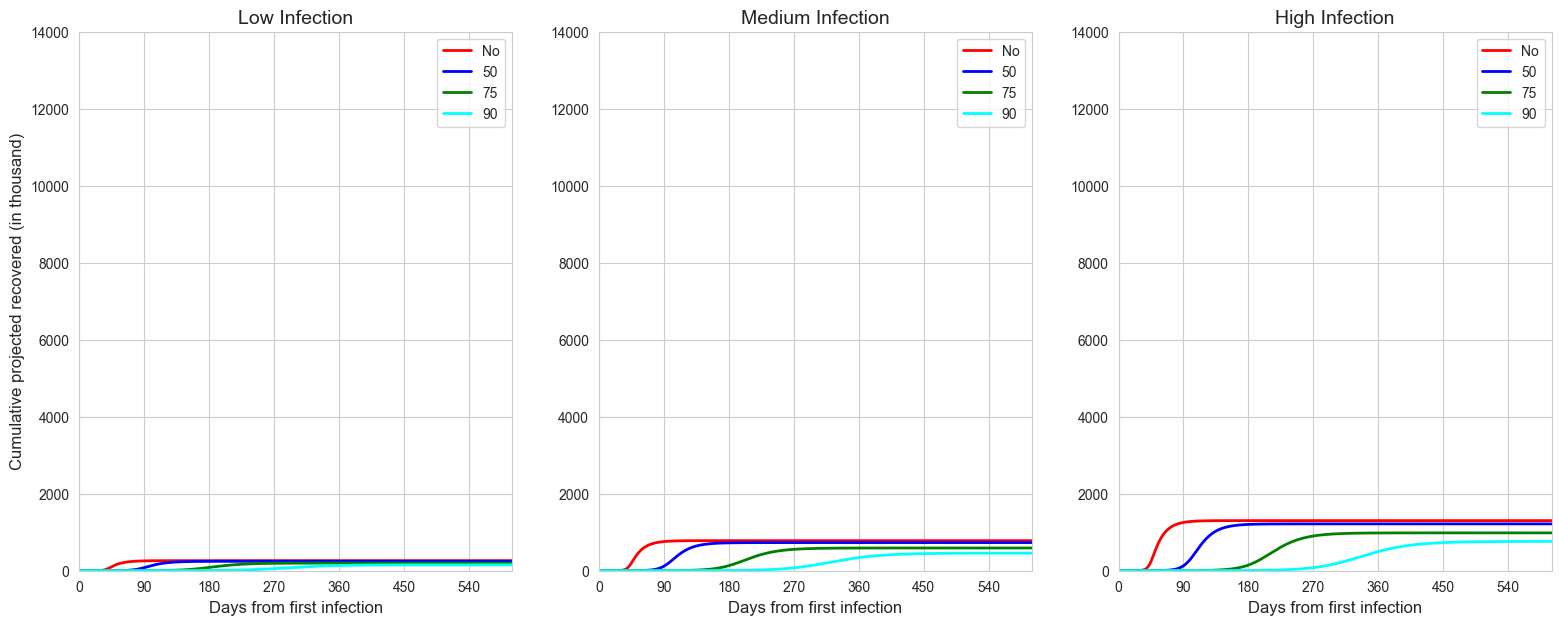 Low Infection
Medium Infection
High Infection
Cumulative projected recovered (in thousand)
14000
12000
10000
8000
6000
4000
2000
0
No
50
75
90
0 90 180 270 360 450 540
Days from first infection
14000
12000
10000
8000
6000
4000
2000
0
No
50
75
90
0 90 180 270 360 450 540
Days from first infection
14000
12000
10000
8000
6000
4000
2000
0
No
50
75
90
0 90 180 270 360 450 540
Days from first infection